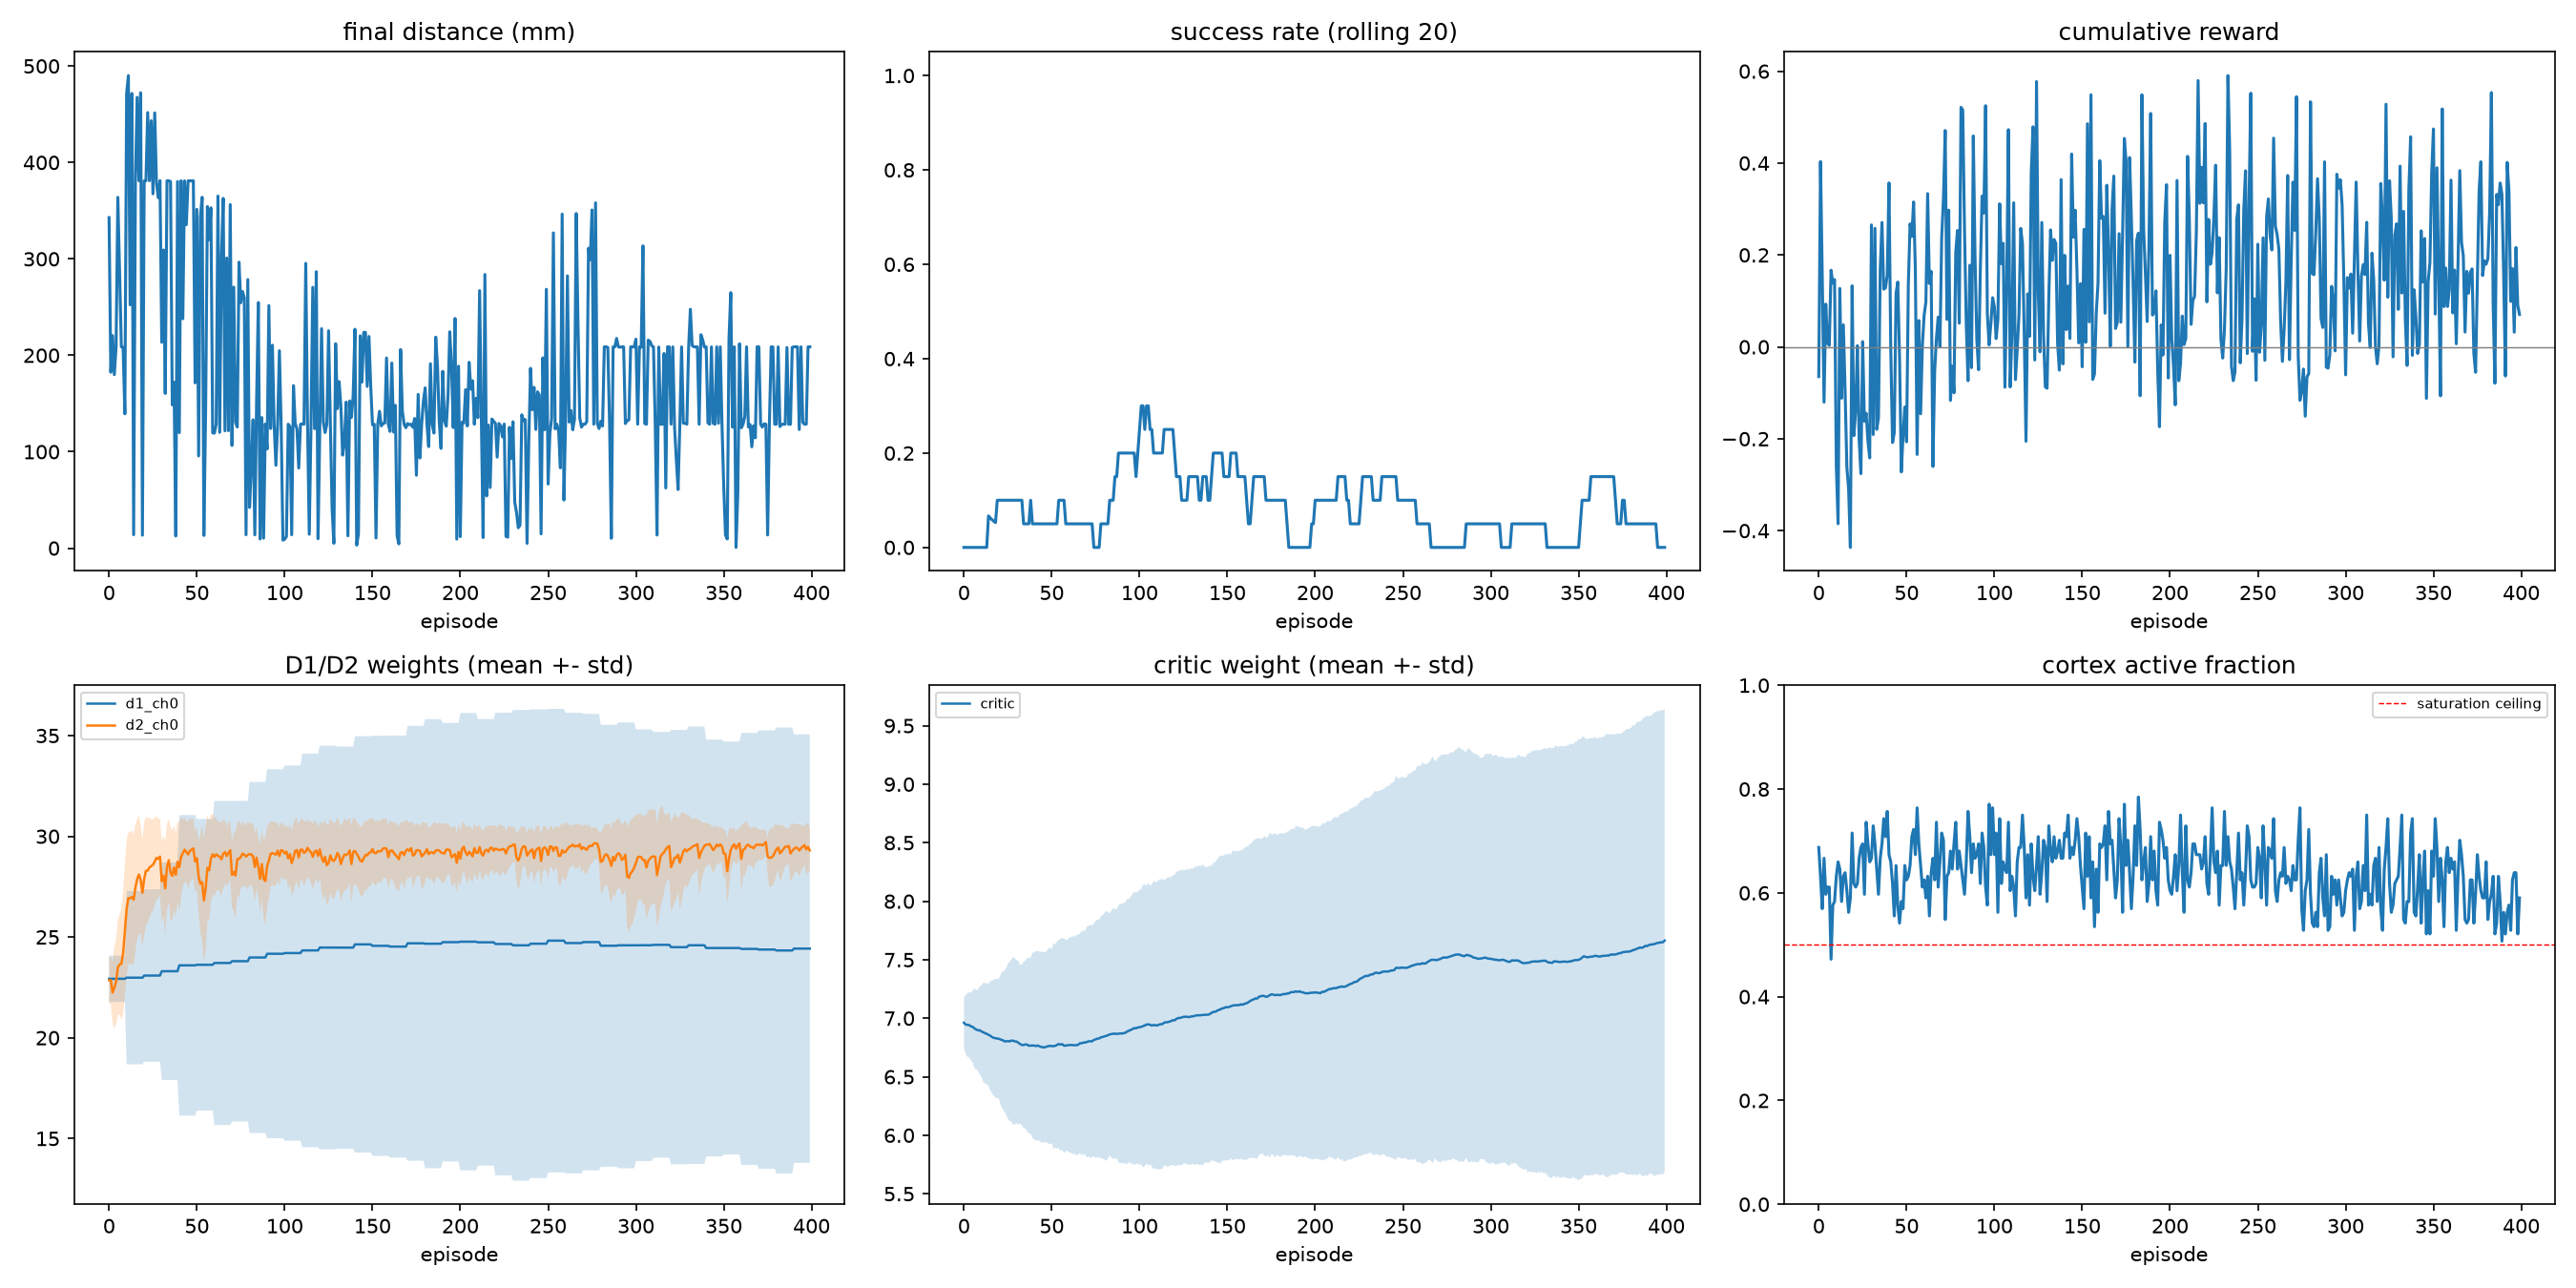 final distance (mm)
500
400
300
200
100
0
0 50 100 150 200 250 300 350 400
episode
success rate (rolling 20)
1.0
0.8
0.6
0.4
0.2
0.0
0 50 100 150 200 250 300 350 400
episode
cumulative reward
0.6
0.4
0.2
0.0
−0.2
−0.4
0 50 100 150 200 250 300 350 400
episode
D1/D2 weights (mean +- std)
d1_ch0
d2_ch0
35
30
25
20
15
0 50 100 150 200 250 300 350 400
episode
critic weight (mean +- std)
critic
9.5
9.0
8.5
8.0
7.5
7.0
6.5
6.0
5.5
0 50 100 150 200 250 300 350 400
episode
cortex active fraction
saturation ceiling
1.0
0.8
0.6
0.4
0.2
0.0
0 50 100 150 200 250 300 350 400
episode